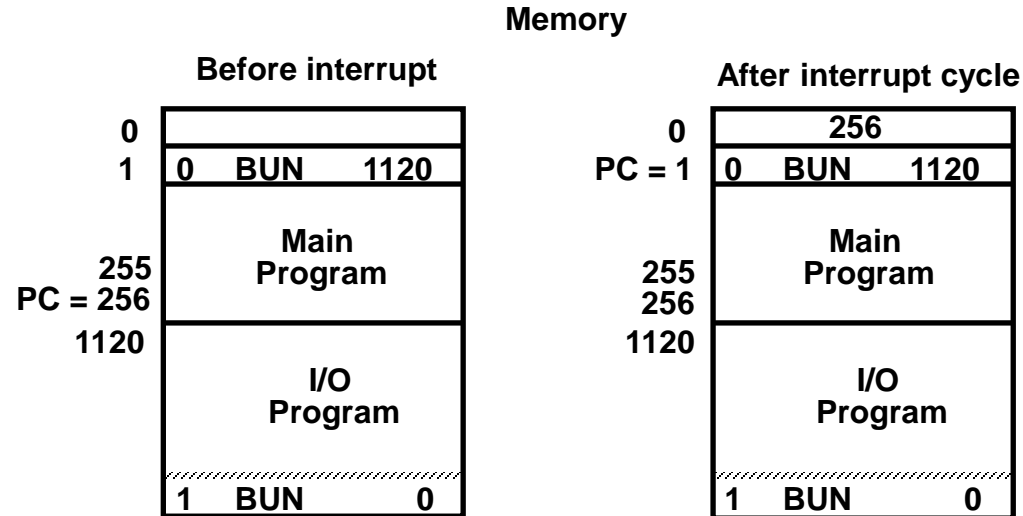 Memory
Before interrupt
0
1 0 BUN 1120
Main
Program
255
PC = 256
1120
I/O
Program
1 BUN 0
After interrupt cycle
0 256
PC = 1 0 BUN 1120
Main
Program
255
256
1120
I/O
Program
1 BUN 0